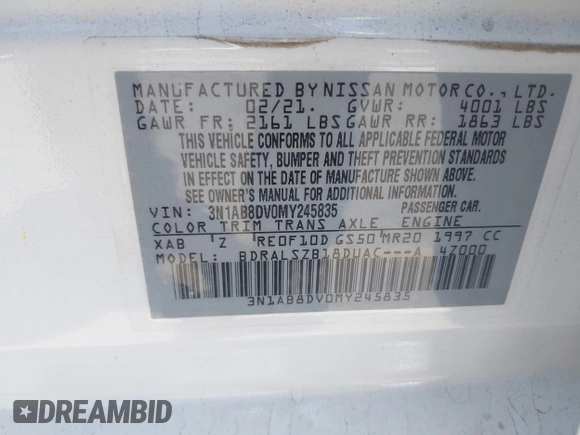 MANUFACTURED BY NISSAN MOTOR CO., LTD.
DATE: 02/21. GVWR: 4001 LBS
GAWR FR: 2161 LBS GAWR RR: 1863 LBS
THIS VEHICLE CONFORMS TO ALL APPLICABLE FEDERAL MOTOR
VEHICLE SAFETY, BUMPER AND THEFT PREVENTION STANDARDS
IN EFFECT ON THE DATE OF MANUFACTURE SHOWN ABOVE.
SEE OWNER'S MANUAL FOR ADDITIONAL INFORMATION.
VIN: 3N1AB8DV0MY245835 PASSENGER CAR.
COLOR TRIM TRANS AXLE ENGINE
XAB Z RE0F10D GS50 MR20 1997 CC
MODEL: BDRALSZB18DUAC---A 4Z000
3N1AB8DV0MY245835
DREAMBID